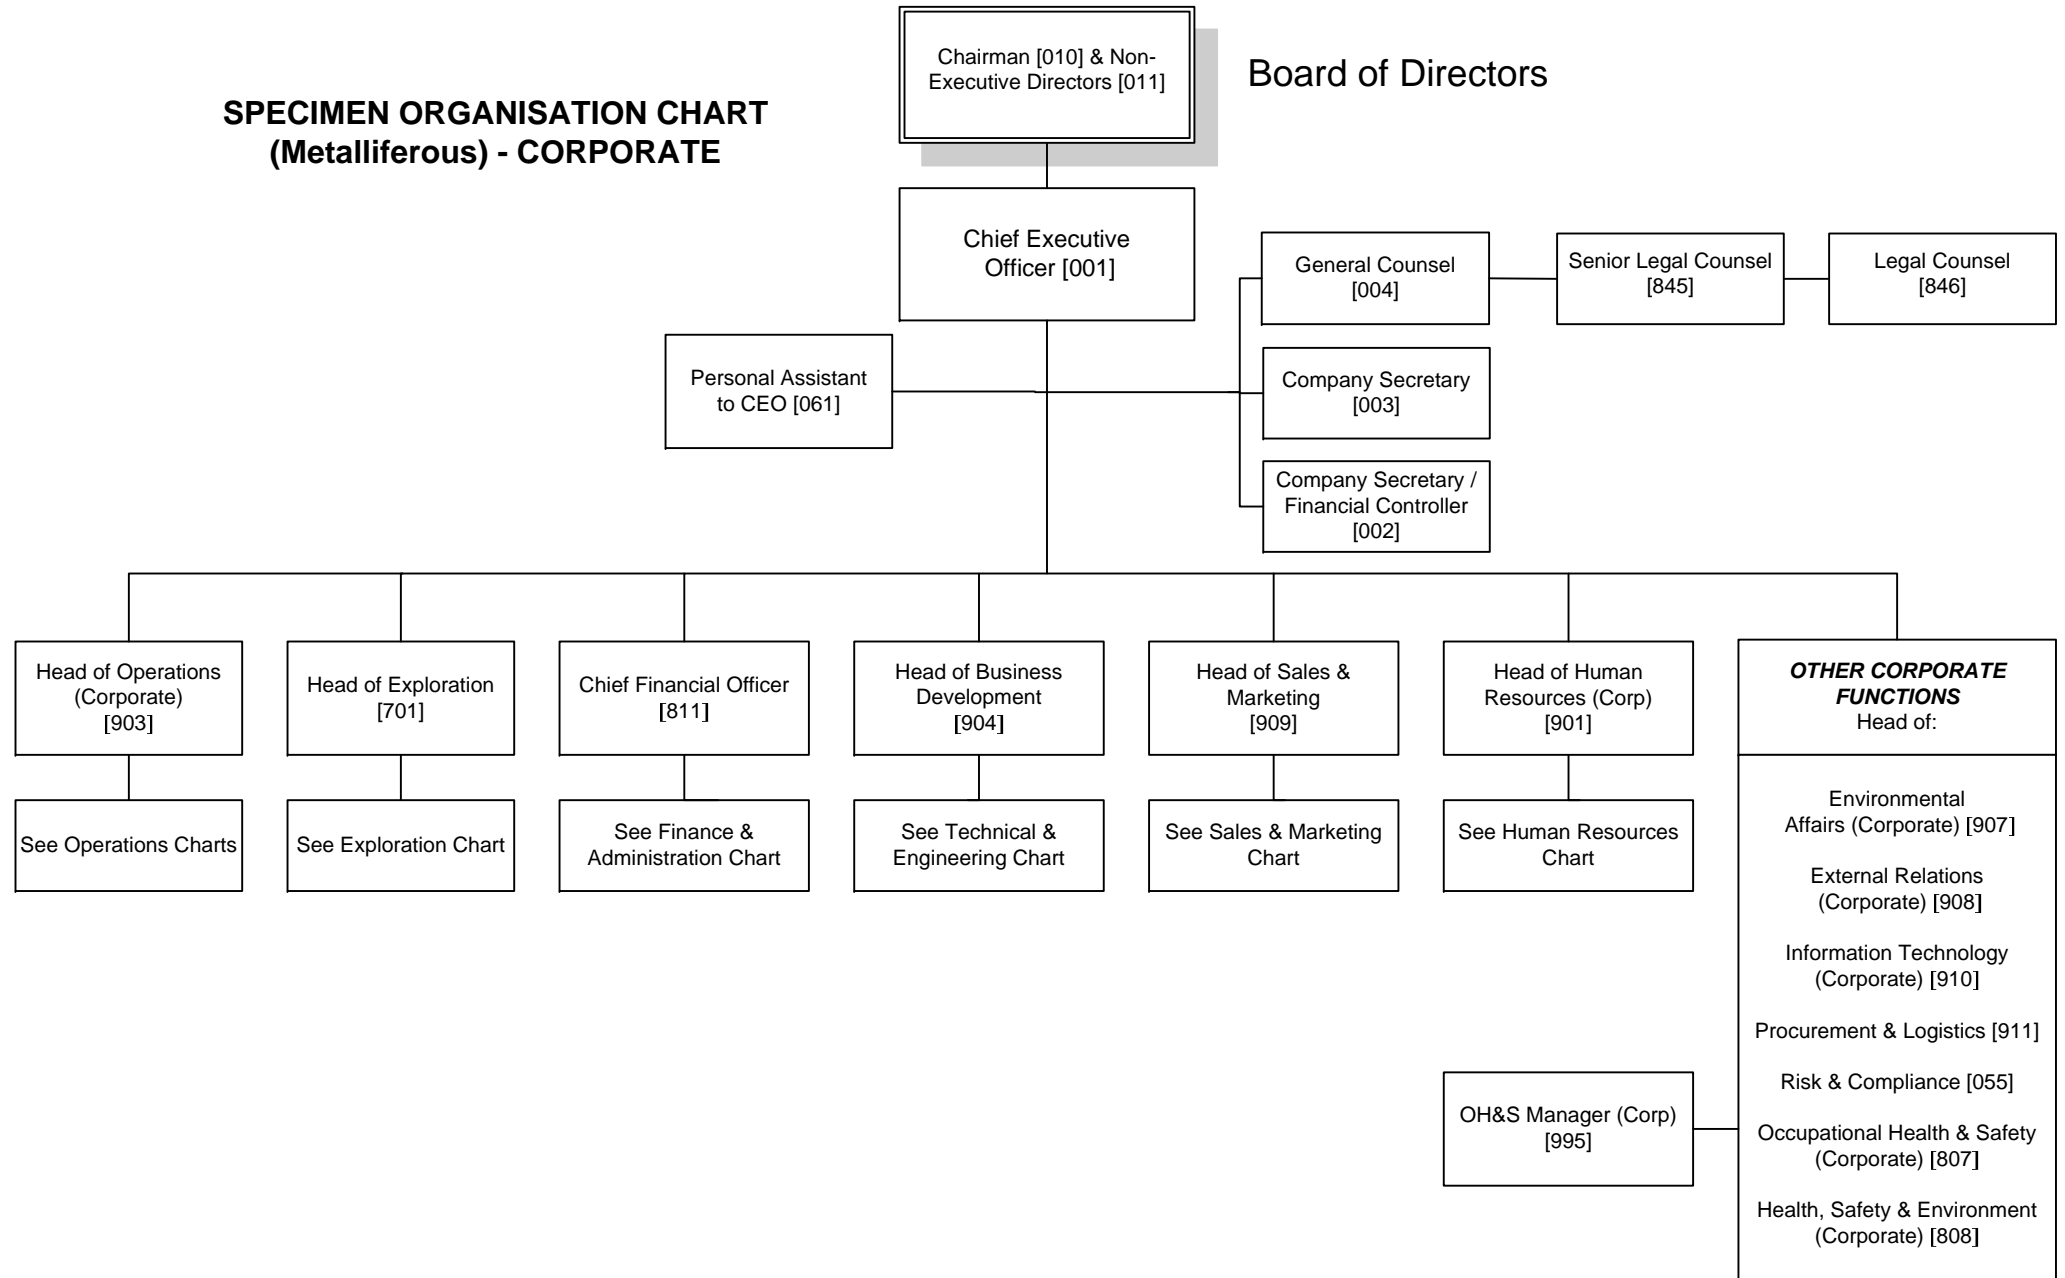 Chairman [010] & Non-
Executive Directors [011]
Board of Directors
SPECIMEN ORGANISATION CHART
(Metalliferous) - CORPORATE
Chief Executive
Officer [001]
General Counsel
[004]
Senior Legal Counsel
[845]
Legal Counsel
[846]
Personal Assistant
to CEO [061]
Company Secretary
[003]
Company Secretary /
Financial Controller
[002]
Head of Operations
(Corporate)
[903]
Head of Exploration
[701]
Chief Financial Officer
[811]
Head of Business
Development
[904]
Head of Sales &
Marketing
[909]
Head of Human
Resources (Corp)
[901]
OTHER CORPORATE
FUNCTIONS
Head of:
See Operations Charts
See Exploration Chart
See Finance &
Administration Chart
See Technical &
Engineering Chart
See Sales & Marketing
Chart
See Human Resources
Chart
Environmental
Affairs (Corporate) [907]
External Relations
(Corporate) [908]
Information Technology
(Corporate) [910]
Procurement & Logistics [911]
Risk & Compliance [055]
Occupational Health & Safety
(Corporate) [807]
Health, Safety & Environment
(Corporate) [808]
OH&S Manager (Corp)
[995]